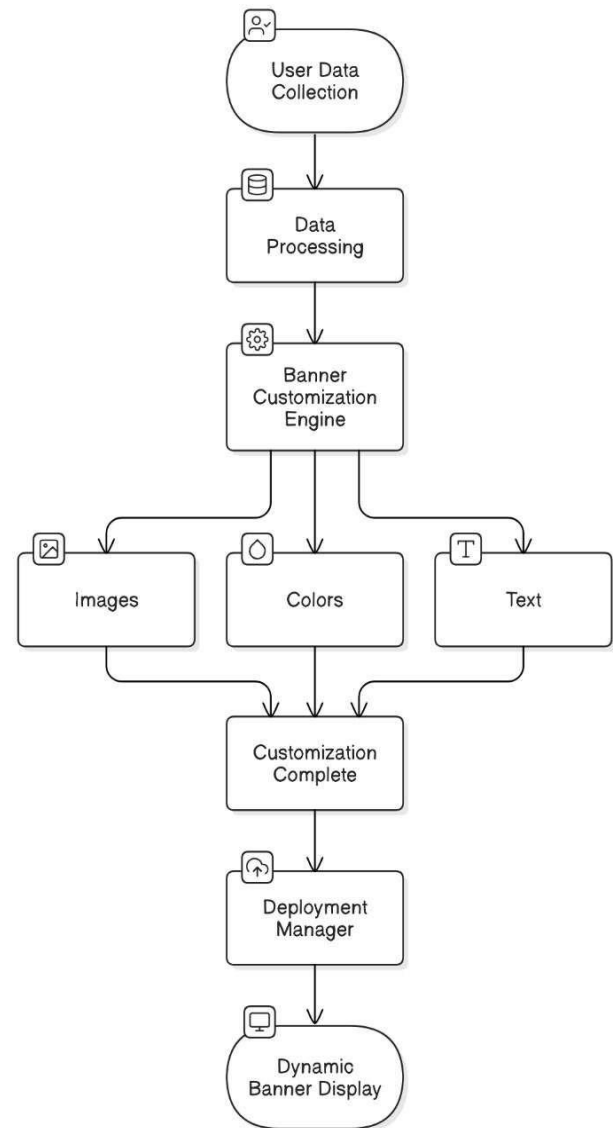 User Data
Collection
Data
Processing
Banner
Customization
Engine
Images
Colors
T
Text
Customization
Complete
Deployment
Manager
Dynamic
Banner Display